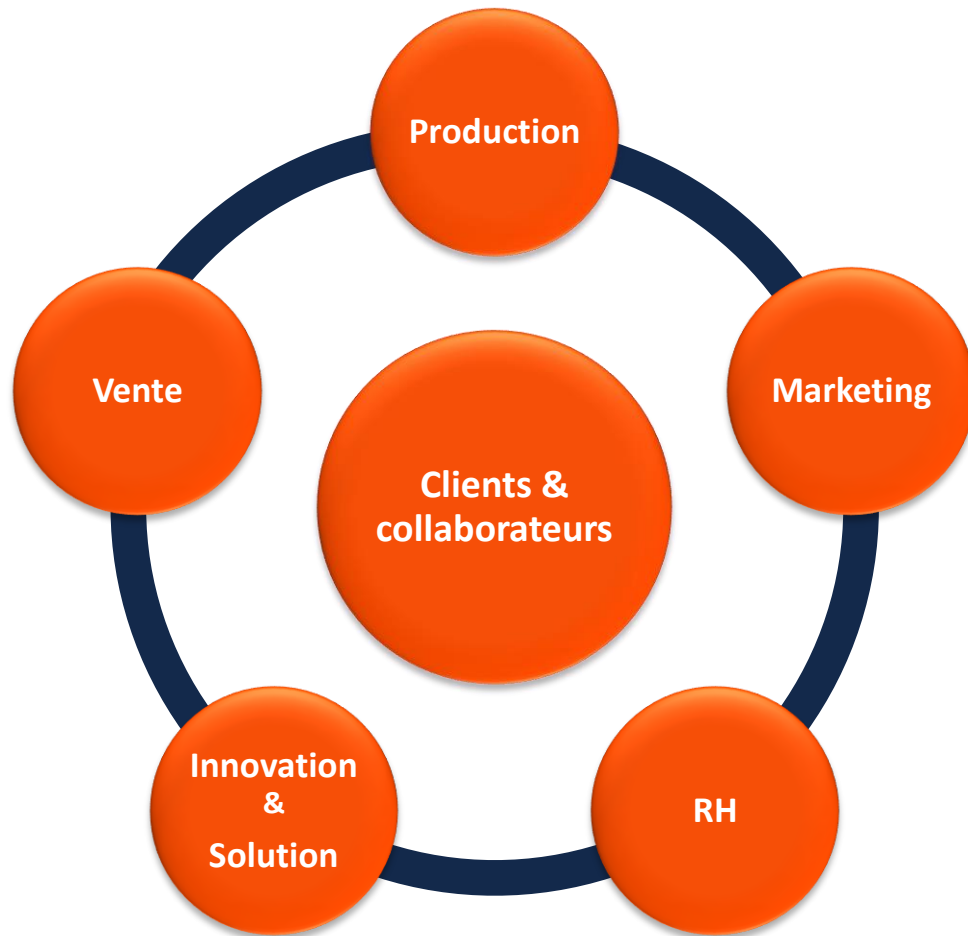 Production
Vente
Marketing
Clients &
collaborateurs
Innovation
&
Solution
RH